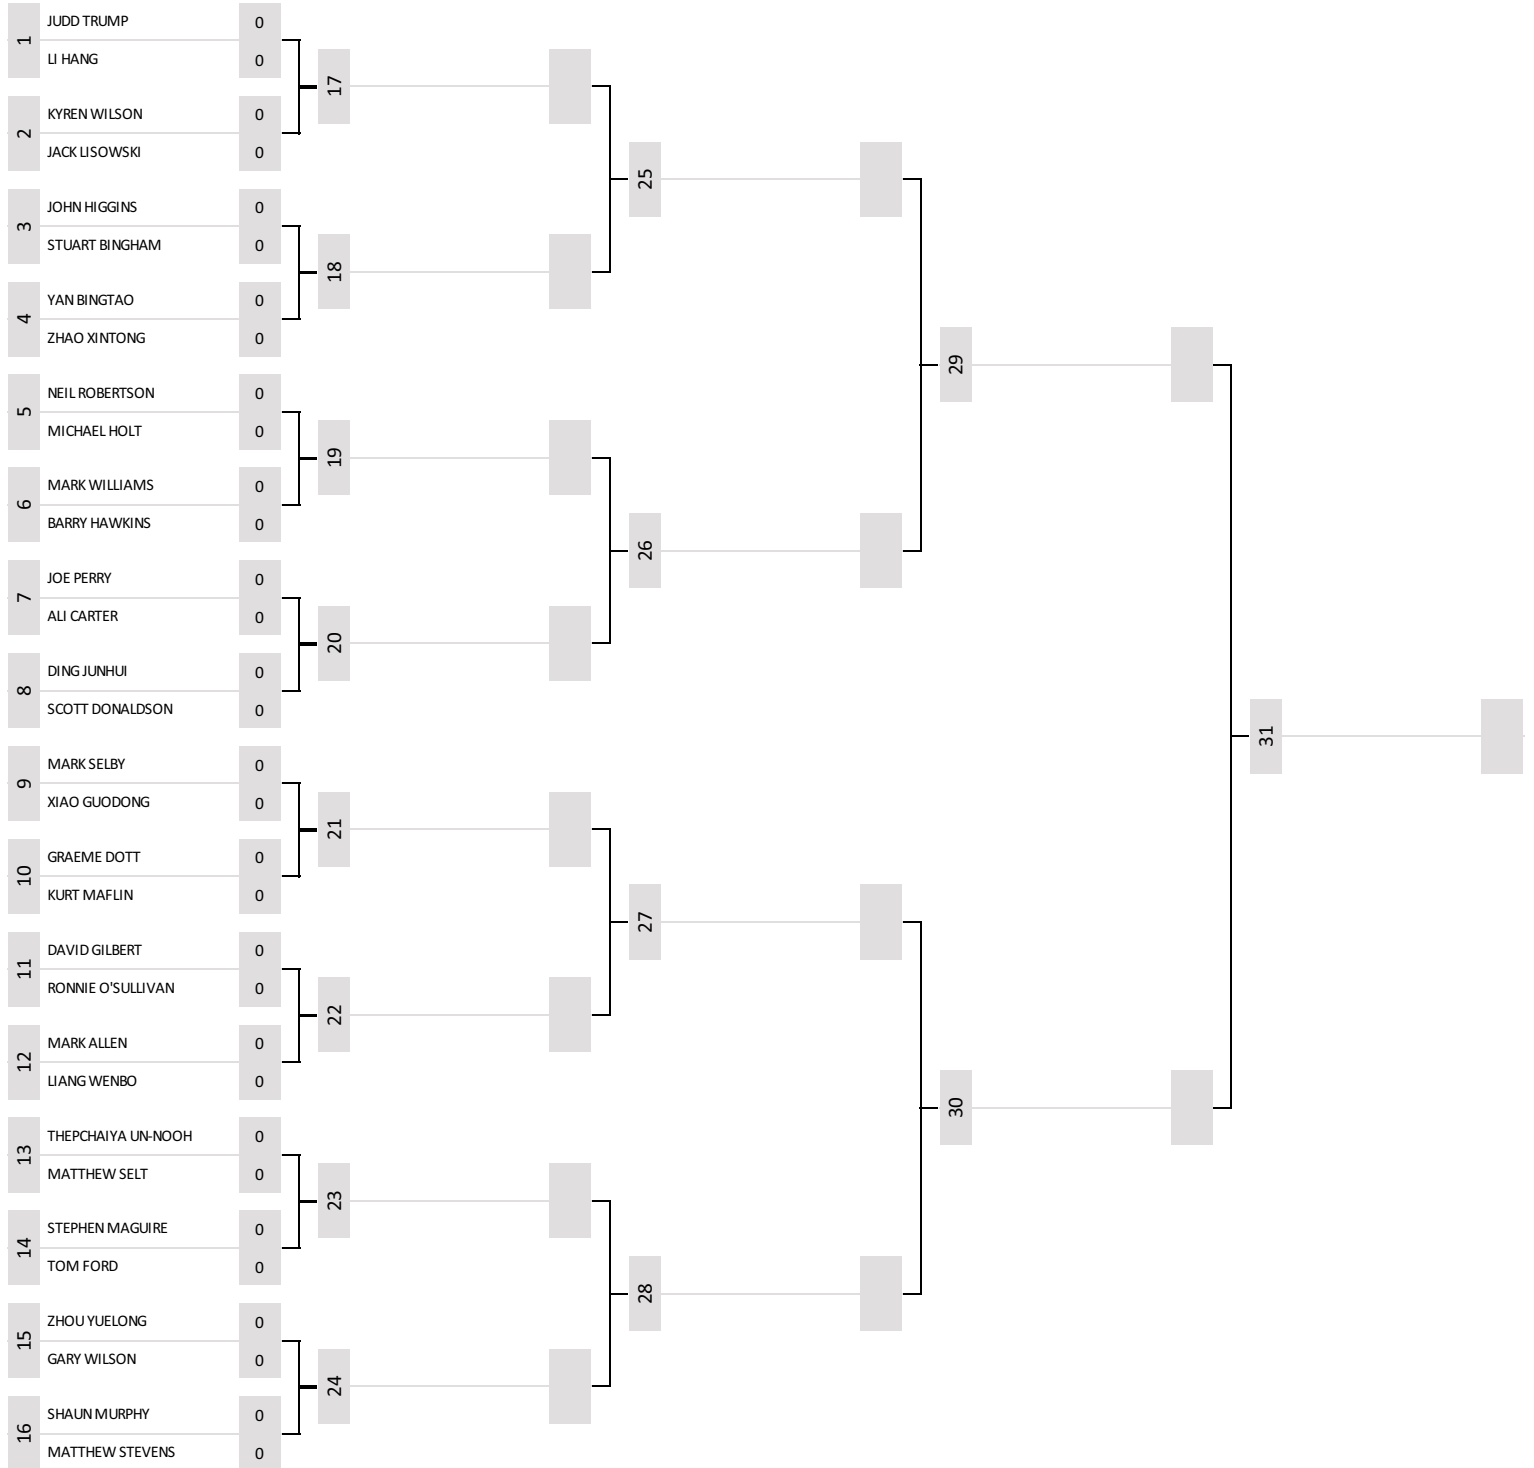 1
JUDD TRUMP 0
LI HANG 0
2
KYREN WILSON 0
JACK LISOWSKI 0
3
JOHN HIGGINS 0
STUART BINGHAM 0
4
YAN BINGTAO 0
ZHAO XINTONG 0
5
NEIL ROBERTSON 0
MICHAEL HOLT 0
6
MARK WILLIAMS 0
BARRY HAWKINS 0
7
JOE PERRY 0
ALI CARTER 0
8
DING JUNHUI 0
SCOTT DONALDSON 0
9
MARK SELBY 0
XIAO GUODONG 0
10
GRAEME DOTT 0
KURT MAFLIN 0
11
DAVID GILBERT 0
RONNIE O'SULLIVAN 0
12
MARK ALLEN 0
LIANG WENBO 0
13
THEPCHAIYA UN-NOOH 0
MATTHEW SELT 0
14
STEPHEN MAGUIRE 0
TOM FORD 0
15
ZHOU YUELONG 0
GARY WILSON 0
16
SHAUN MURPHY 0
MATTHEW STEVENS 0
17
18
19
20
21
22
23
24
25
26
27
28
29
30
31